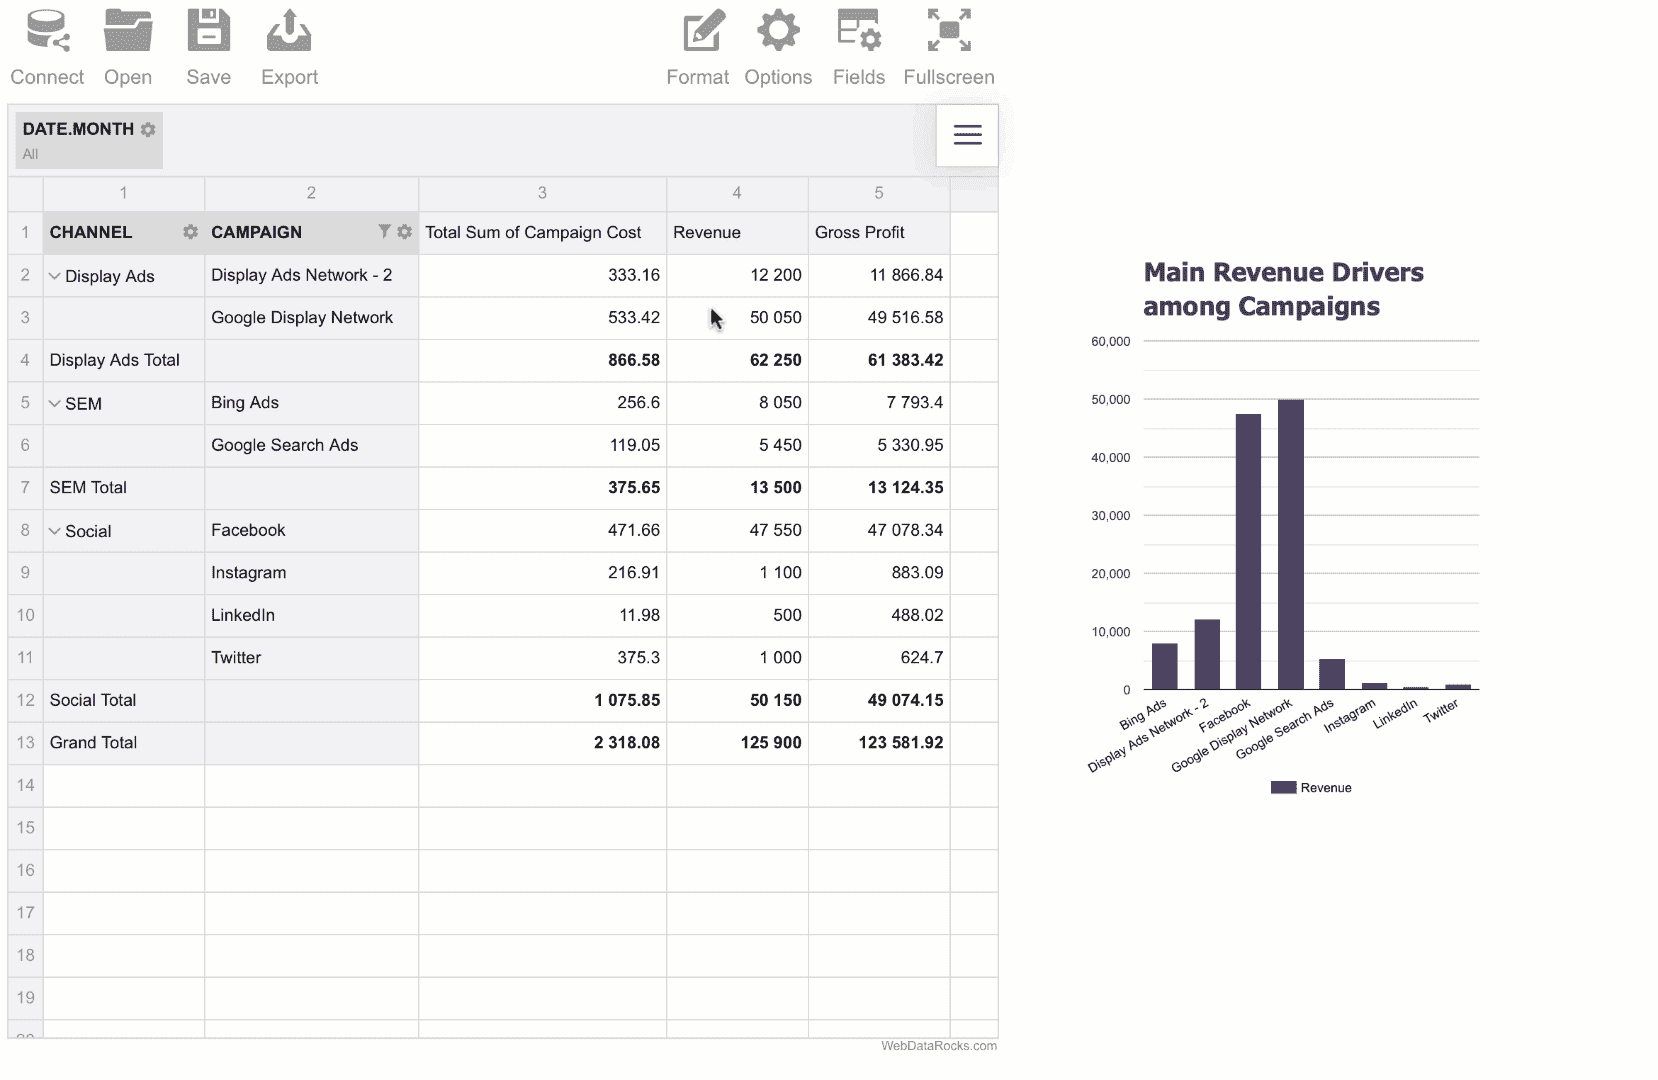 Connect Open Save Export Format Options Fields Fullscreen
DATE.MONTH
All
1 2 3 4 5
1 CHANNEL CAMPAIGN Total Sum of Campaign Cost Revenue Gross Profit
2 Display Ads Display Ads Network - 2 333.16 12 200 11 866.84
3 Google Display Network 533.42 50 050 49 516.58
4 Display Ads Total 866.58 62 250 61 383.42
5 SEM Bing Ads 256.6 8 050 7 793.4
6 Google Search Ads 119.05 5 450 5 330.95
7 SEM Total 375.65 13 500 13 124.35
8 Social Facebook 471.66 47 550 47 078.34
9 Instagram 216.91 1 100 883.09
10 LinkedIn 11.98 500 488.02
11 Twitter 375.3 1 000 624.7
12 Social Total 1 075.85 50 150 49 074.15
13 Grand Total 2 318.08 125 900 123 581.92
14
15
16
17
18
19
WebDataRocks.com
Main Revenue Drivers
among Campaigns
60,000
50,000
40,000
30,000
20,000
10,000
0
Bing Ads
Display Ads Network - 2
Facebook
Google Display Network
Google Search Ads
Instagram
LinkedIn
Twitter
Revenue